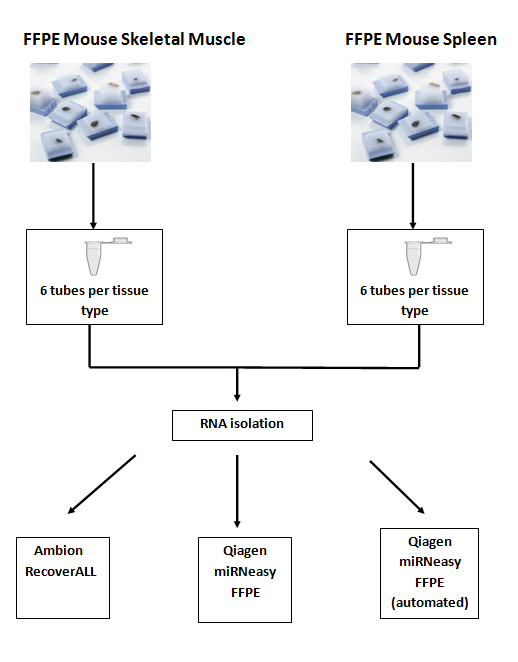 FFPE Mouse Skeletal Muscle
FFPE Mouse Spleen
6 tubes per tissue
type
6 tubes per tissue
type
RNA isolation
Ambion
RecoverALL
Qiagen
miRNeasy
FFPE
Qiagen
miRNeasy
FFPE
(automated)